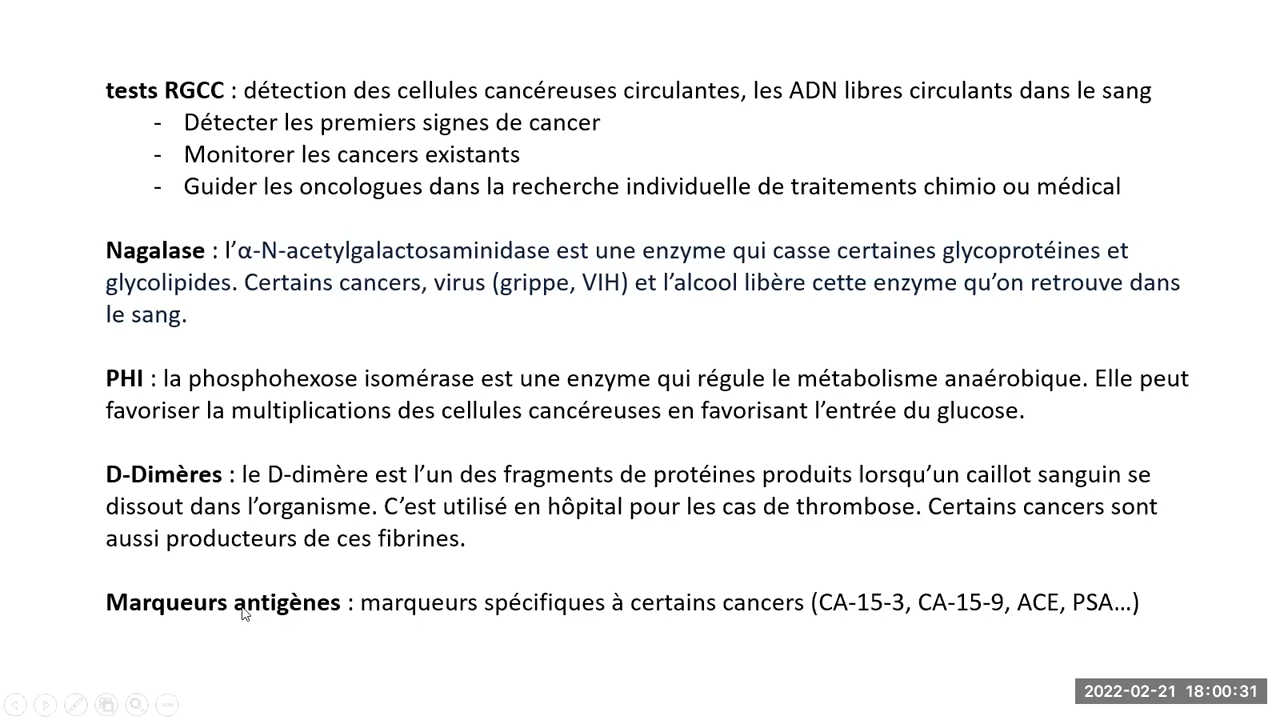 tests RGCC : détection des cellules cancéreuses circulantes, les ADN libres circulants dans le sang
- Détecter les premiers signes de cancer
- Monitorer les cancers existants
- Guider les oncologues dans la recherche individuelle de traitements chimio ou médical
Nagalase : l’α-N-acetylgalactosaminidase est une enzyme qui casse certaines glycoprotéines et
glycolipides. Certains cancers, virus (grippe, VIH) et l’alcool libère cette enzyme qu’on retrouve dans
le sang.
PHI : la phosphohexose isomérase est une enzyme qui régule le métabolisme anaérobique. Elle peut
favoriser la multiplications des cellules cancéreuses en favorisant l’entrée du glucose.
D-Dimères : le D-dimère est l’un des fragments de protéines produits lorsqu’un caillot sanguin se
dissout dans l’organisme. C’est utilisé en hôpital pour les cas de thrombose. Certains cancers sont
aussi producteurs de ces fibrines.
Marqueurs antigènes : marqueurs spécifiques à certains cancers (CA-15-3, CA-15-9, ACE, PSA…)
2022-02-21 18:00:31